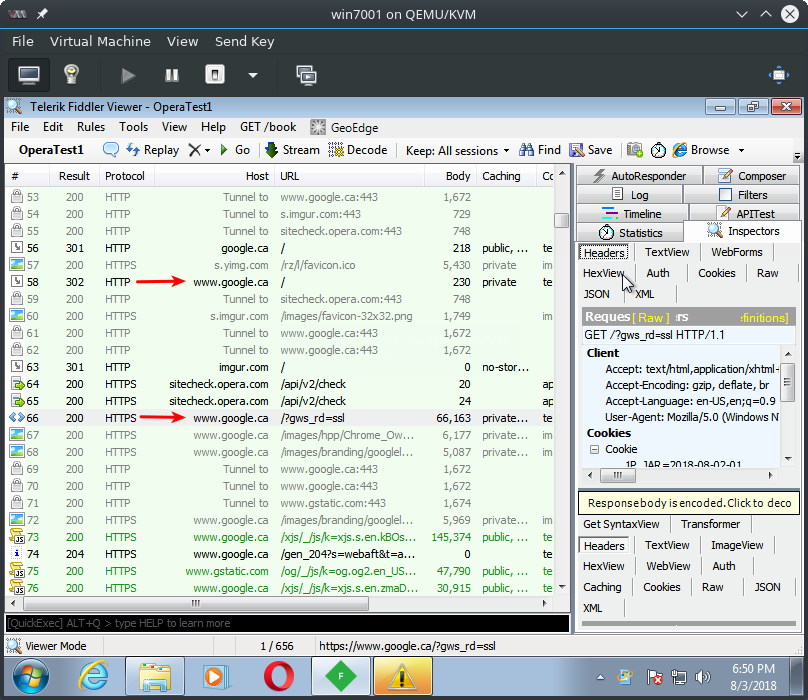 win7001 on QEMU/KVM
File Virtual Machine View Send Key
Telerik Fiddler Viewer - OperaTest1
File Edit Rules Tools View Help GET /book GeoEdge
OperaTest1 Replay Go Stream Decode Keep: All sessions Find Save Browse
# Result Protocol Host URL Body Caching Co
53 200 HTTP Tunnel to www.google.ca:443 1,672
54 200 HTTP Tunnel to s.imgur.com:443 729
55 200 HTTP Tunnel to sitecheck.opera.com:443 748
56 301 HTTP google.ca / 218 public, ... te
57 200 HTTPS s.yimg.com /rz/l/favicon.ico 5,430 private im
58 302 HTTP www.google.ca / 230 private te
59 200 HTTP Tunnel to sitecheck.opera.com:443 748
60 200 HTTPS s.imgur.com /images/favicon-32x32.png 1,749 im
61 200 HTTP Tunnel to www.google.ca:443 1,672
62 200 HTTP Tunnel to www.google.ca:443 1,672
63 301 HTTP imgur.com / 0 no-stor...
64 200 HTTPS sitecheck.opera.com /api/v2/check 20 ap
65 200 HTTPS sitecheck.opera.com /api/v2/check 24 ap
66 200 HTTPS www.google.ca /?gws_rd=ssl 66,163 private... te
67 200 HTTPS www.google.ca /images/hpp/Chrome_Ow... 6,177 private... im
68 200 HTTPS www.google.ca /images/branding/googlel... 5,087 private... im
69 200 HTTP Tunnel to www.google.ca:443 1,672
70 200 HTTP Tunnel to www.google.ca:443 1,672
71 200 HTTP Tunnel to www.gstatic.com:443 1,674
72 200 HTTPS www.google.ca /images/branding/googlel... 5,969 private... im
73 200 HTTPS www.google.ca /xjs/_/js/k=xjs.s.en.kBOs... 145,374 public, ... te
74 204 HTTPS www.google.ca /gen_204?s=webaft&t=a... 0 te
75 200 HTTPS www.gstatic.com /og/_/js/k=og.og2.en_US... 47,790 public, ... te
76 200 HTTPS www.google.ca /xjs/_/js/k=xjs.s.en.zmaD... 30,915 public, ... te
AutoResponder Composer
Log Filters
Timeline APITest
Statistics Inspectors
Headers TextView WebForms
HexView Auth Cookies Raw
JSON XML
Reques [ Raw ] :rs :finitions]
GET /?gws_rd=ssl HTTP/1.1
Client
Accept: text/html,application/xhtml+
Accept-Encoding: gzip, deflate, br
Accept-Language: en-US,en;q=0.9
User-Agent: Mozilla/5.0 (Windows N
Cookies
Cookie
1P_JAR=2018-08-02-01
Response body is encoded. Click to deco
Get SyntaxView Transformer
Headers TextView ImageView
HexView WebView Auth
Caching Cookies Raw JSON
XML
[QuickExec] ALT+Q > type HELP to learn more
Viewer Mode 1 / 656 https://www.google.ca/?gws_rd=ssl
6:50 PM
8/3/2018